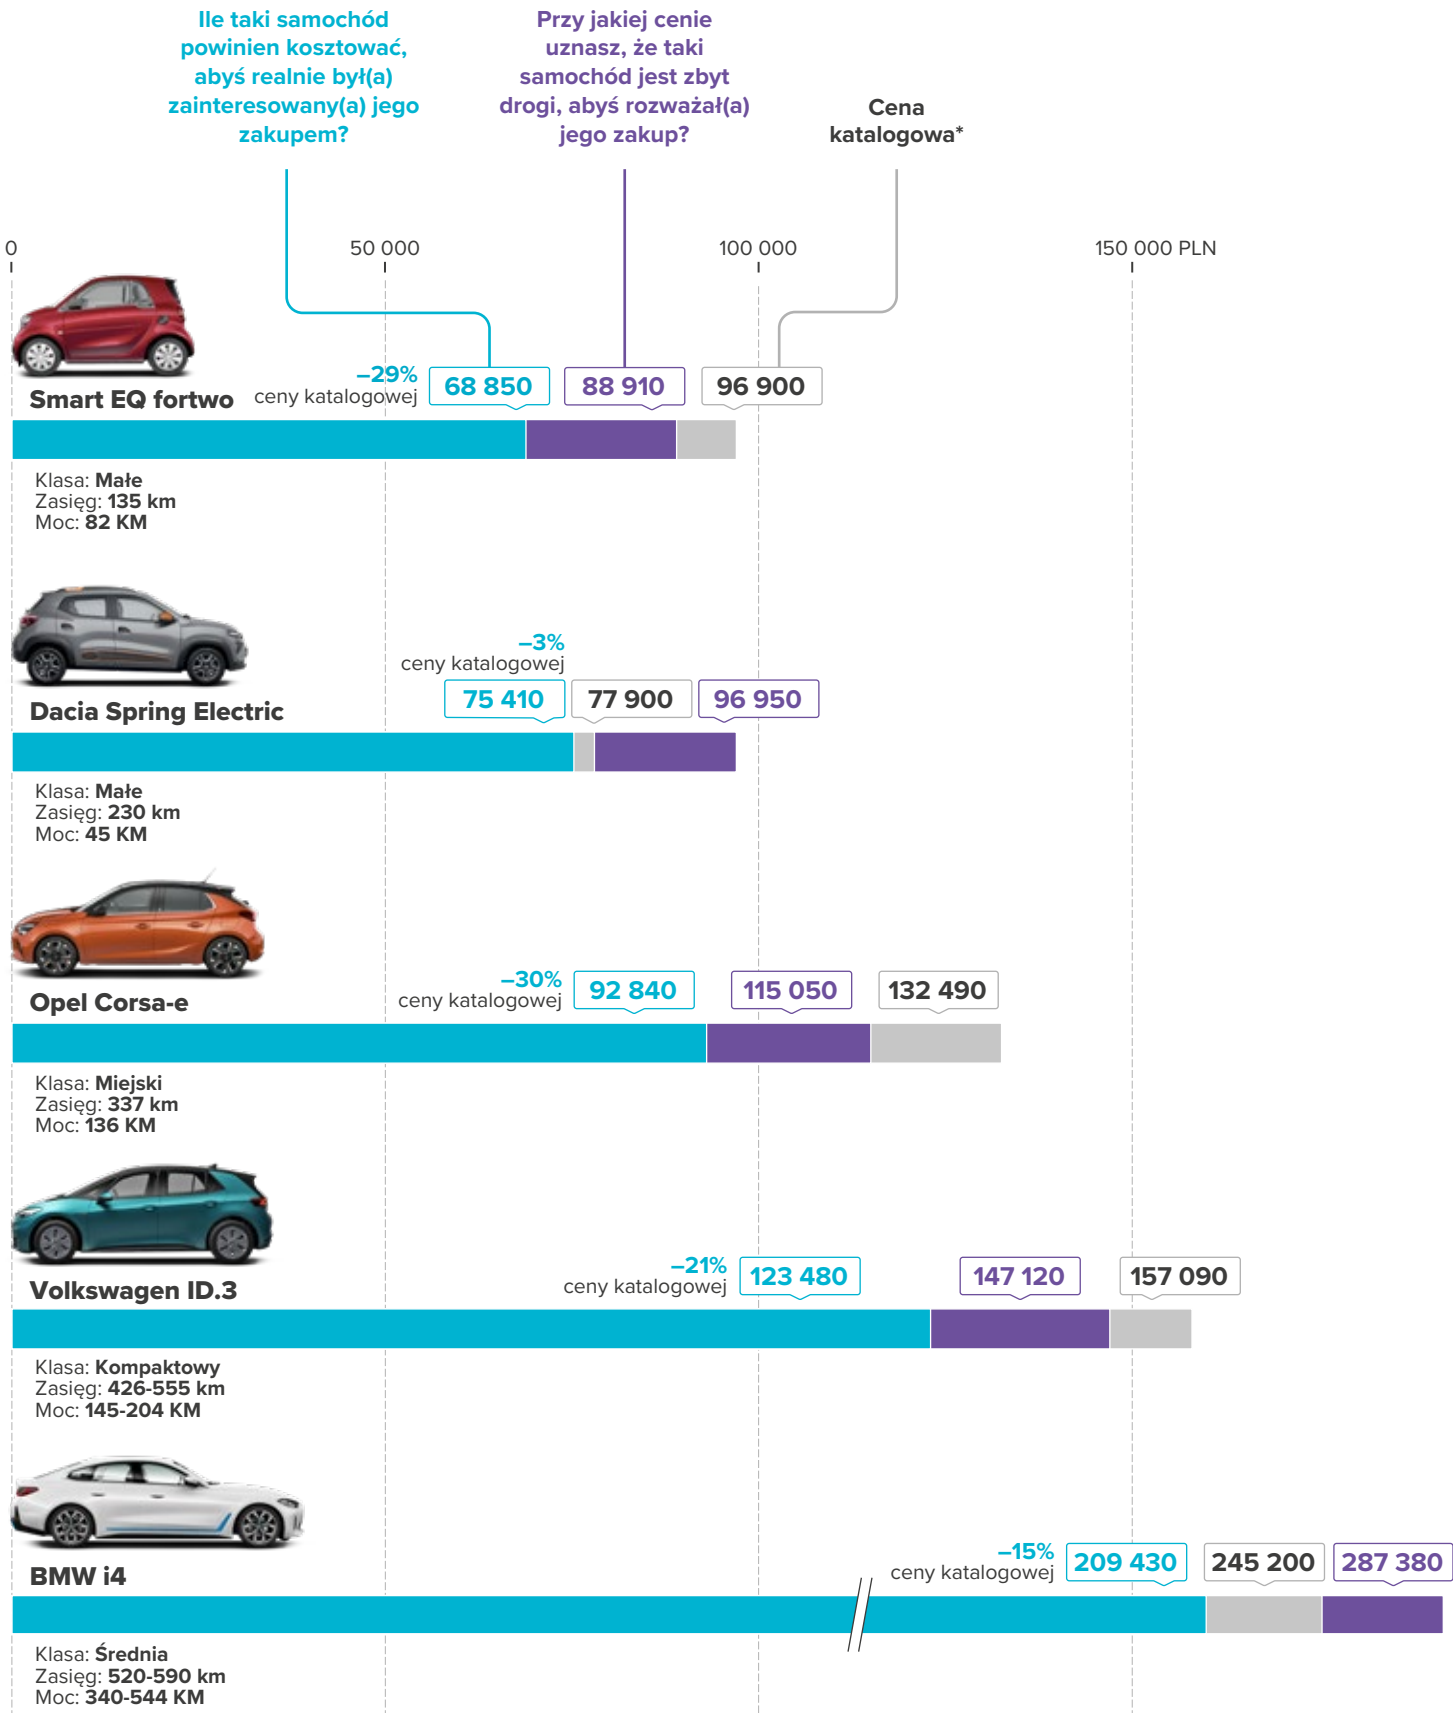 Ile taki samochód
powinien kosztować,
abyś realnie był(a)
zainteresowany(a) jego
zakupem?
Przy jakiej cenie
uznasz, że taki
samochód jest zbyt
drogi, abyś rozważał(a)
jego zakup?
Cena
katalogowa*
0
50 000
100 000
150 000 PLN
–29%
ceny katalogowej
68 850
88 910
96 900
Smart EQ fortwo
Klasa: Małe
Zasięg: 135 km
Moc: 82 KM
–3%
ceny katalogowej
75 410
77 900
96 950
Dacia Spring Electric
Klasa: Małe
Zasięg: 230 km
Moc: 45 KM
–30%
ceny katalogowej
92 840
115 050
132 490
Opel Corsa-e
Klasa: Miejski
Zasięg: 337 km
Moc: 136 KM
–21%
ceny katalogowej
123 480
147 120
157 090
Volkswagen ID.3
Klasa: Kompaktowy
Zasięg: 426-555 km
Moc: 145-204 KM
–15%
ceny katalogowej
209 430
245 200
287 380
BMW i4
Klasa: Średnia
Zasięg: 520-590 km
Moc: 340-544 KM